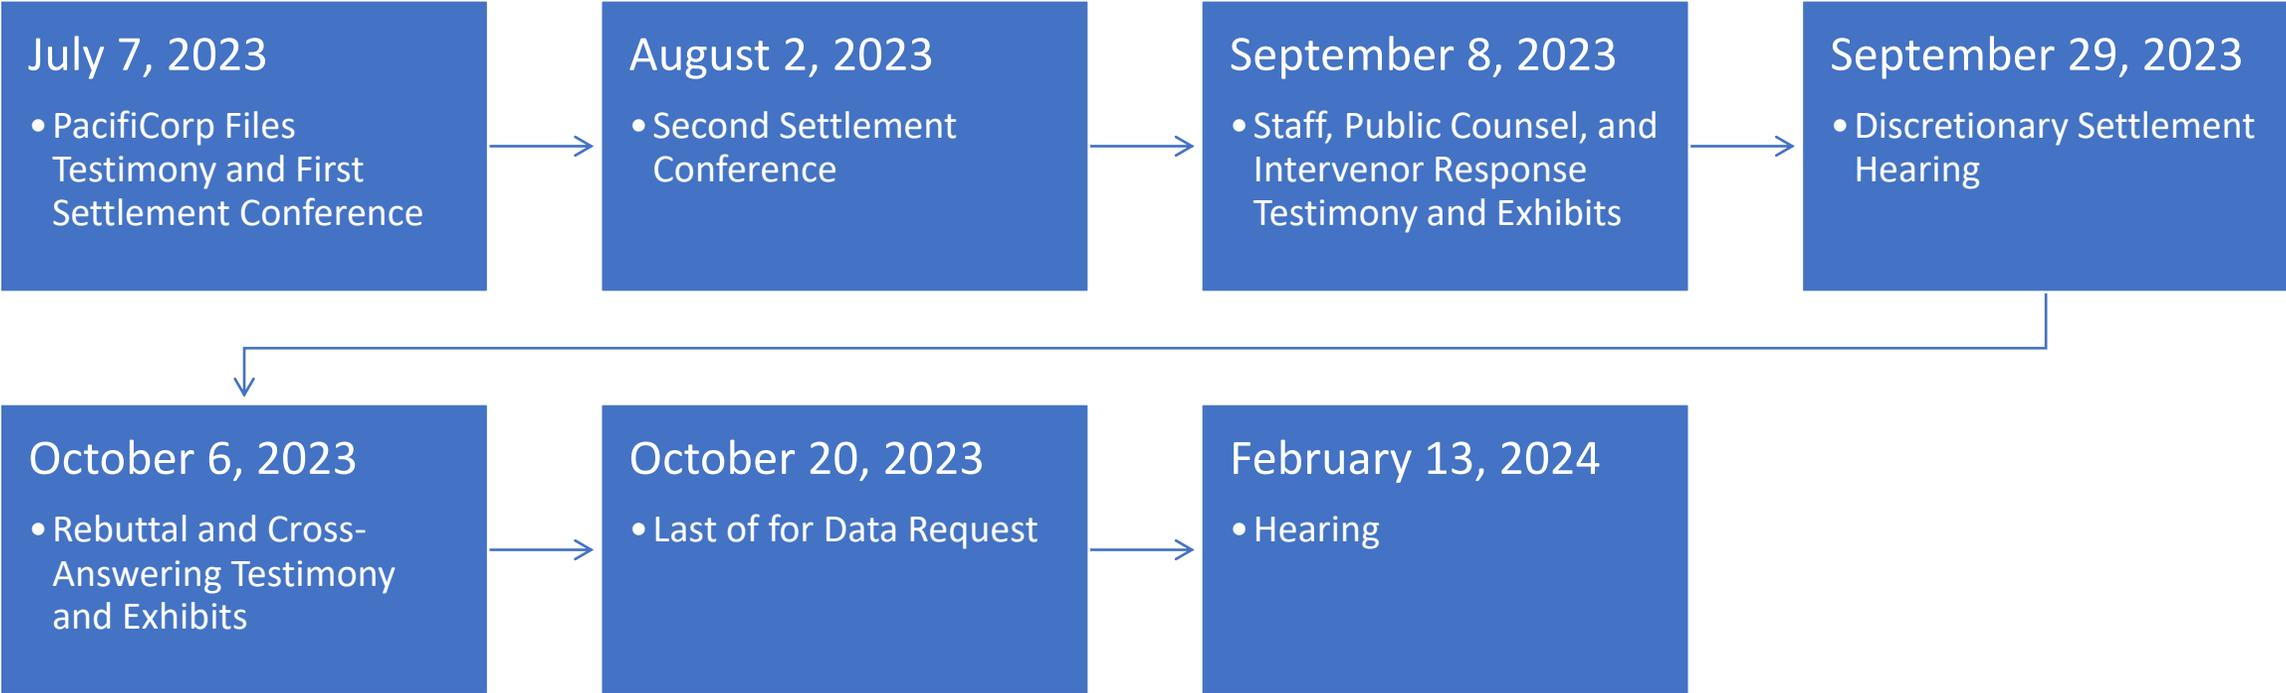 July 7, 2023
•PacifiCorp Files
Testimony and First
Settlement Conference
August 2, 2023
•Second Settlement
Conference
September 8, 2023
•Staff, Public Counsel, and
Intervenor Response
Testimony and Exhibits
September 29, 2023
•Discretionary Settlement
Hearing
October 6, 2023
•Rebuttal and Cross-
Answering Testimony
and Exhibits
October 20, 2023
•Last of for Data Request
February 13, 2024
•Hearing